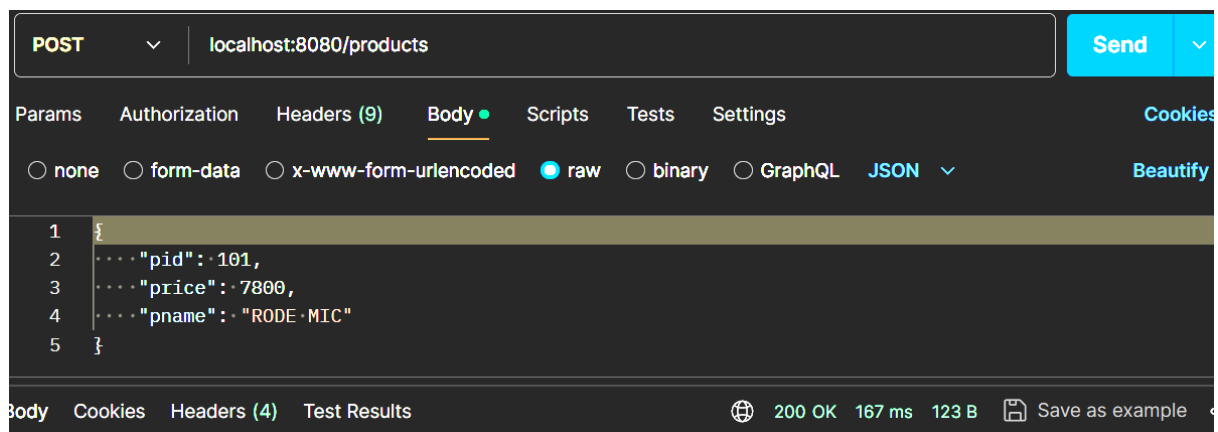 POST localhost:8080/products Send
Params Authorization Headers (9) Body Scripts Tests Settings Cookies
none form-data x-www-form-urlencoded raw binary GraphQL JSON Beautify
1 {
2 ····"pid":·101,
3 ····"price":·7800,
4 ····"pname":·"RODE·MIC"
5 }
Body Cookies Headers (4) Test Results 200 OK 167 ms 123 B Save as example